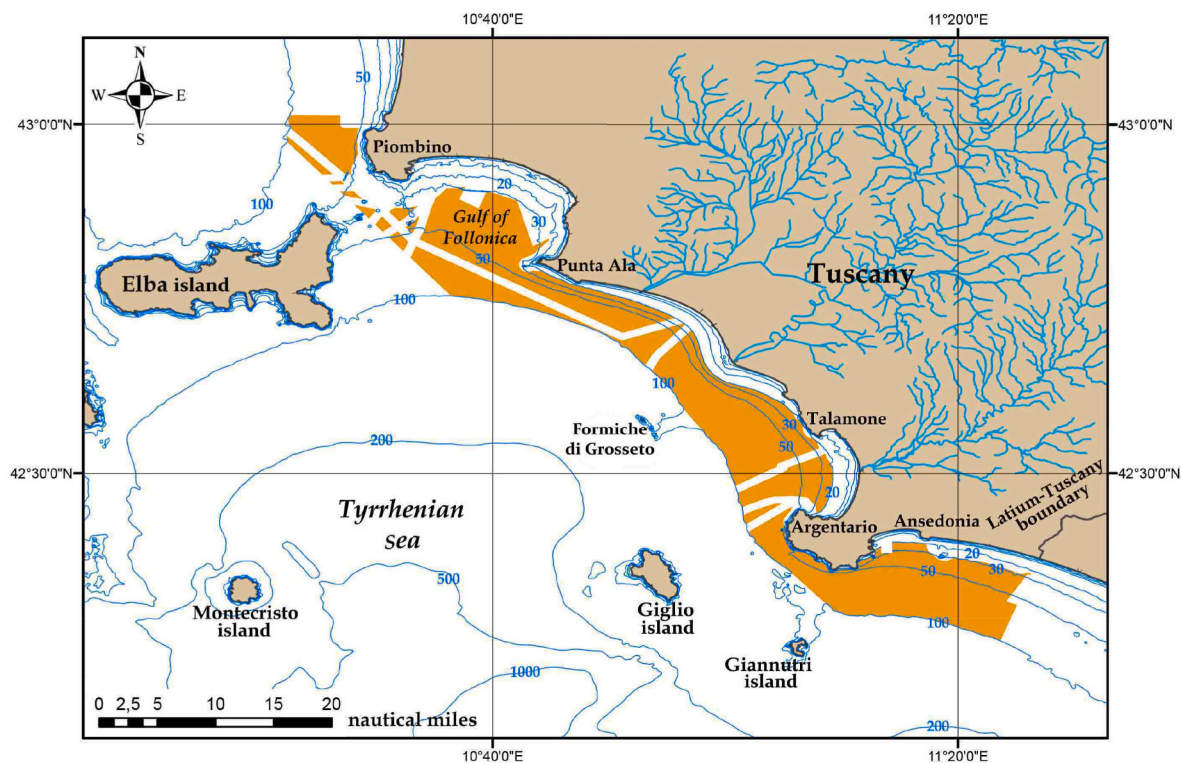 10°40'0"E
11°20'0"E
N
W
E
S
50
43°0'0"N
43°0'0"N
Piombino
20
100
Gulf of
Follonica
30
50
Punta Ala
Elba island
100
Tuscany
100
Formiche
di Grosseto
Talamone
30
50
200
42°30'0"N
42°30'0"N
20
Tyrrhenian
sea
Argentario
Ansedonia
Latium-Tuscany
boundary
20
30
50
500
Montecristo
island
Giglio
island
100
Giannutri
island
1000
0
2,5
5
10
15
20
nautical miles
200
10°40'0"E
11°20'0"E